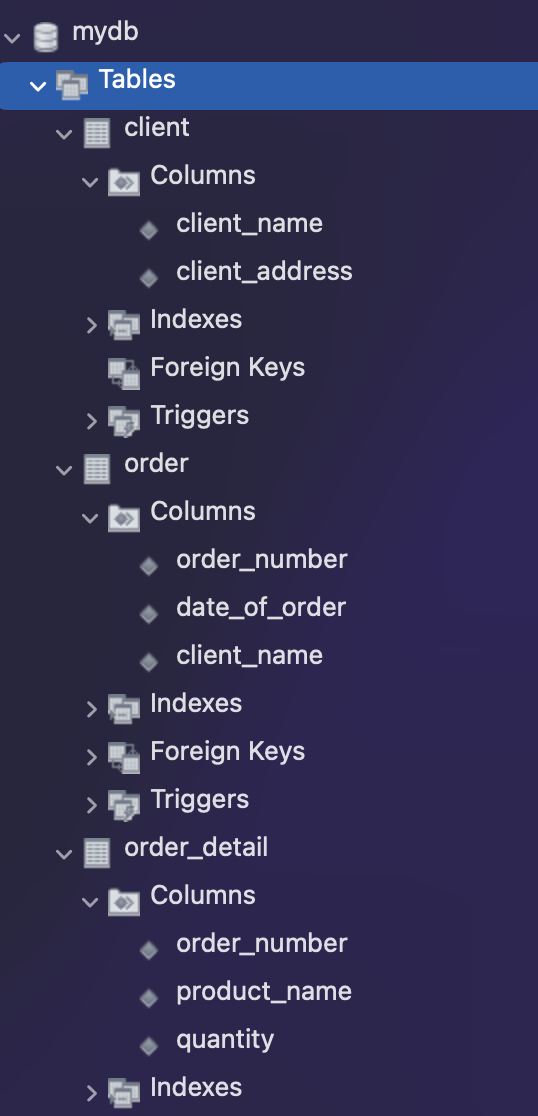 mydb
Tables
client
Columns
client_name
client_address
Indexes
Foreign Keys
Triggers
order
Columns
order_number
date_of_order
client_name
Indexes
Foreign Keys
Triggers
order_detail
Columns
order_number
product_name
quantity
Indexes